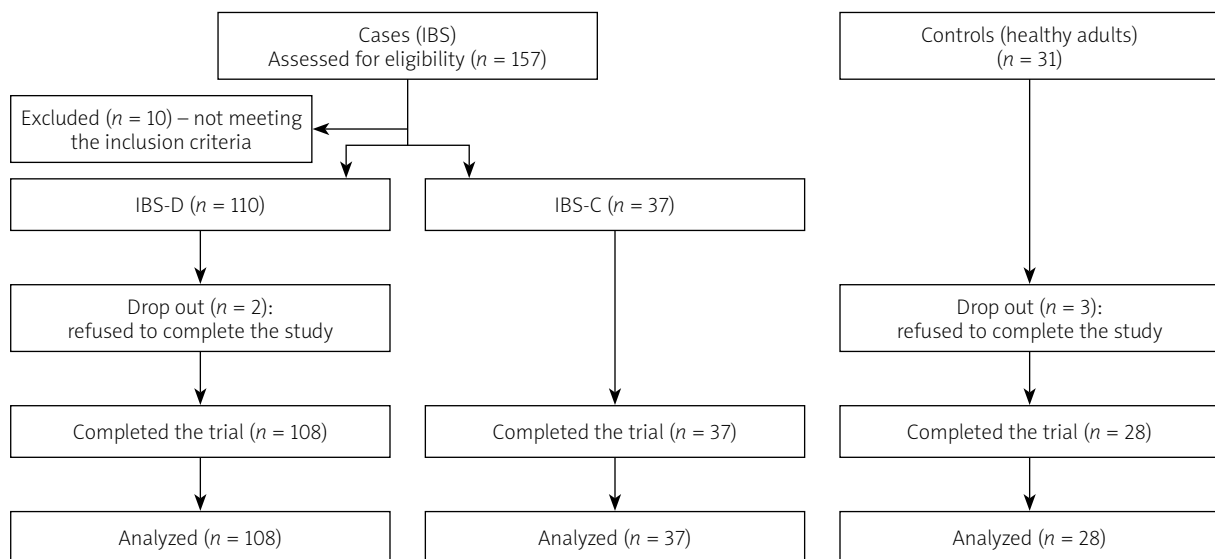 Cases (IBS)
Assessed for eligibility (n = 157)
Controls (healthy adults)
(n = 31)
Excluded (n = 10) – not meeting
the inclusion criteria
IBS-D (n = 110)
IBS-C (n = 37)
Drop out (n = 2):
refused to complete the study
Drop out (n = 3):
refused to complete the study
Completed the trial (n = 108)
Completed the trial (n = 37)
Completed the trial (n = 28)
Analyzed (n = 108)
Analyzed (n = 37)
Analyzed (n = 28)